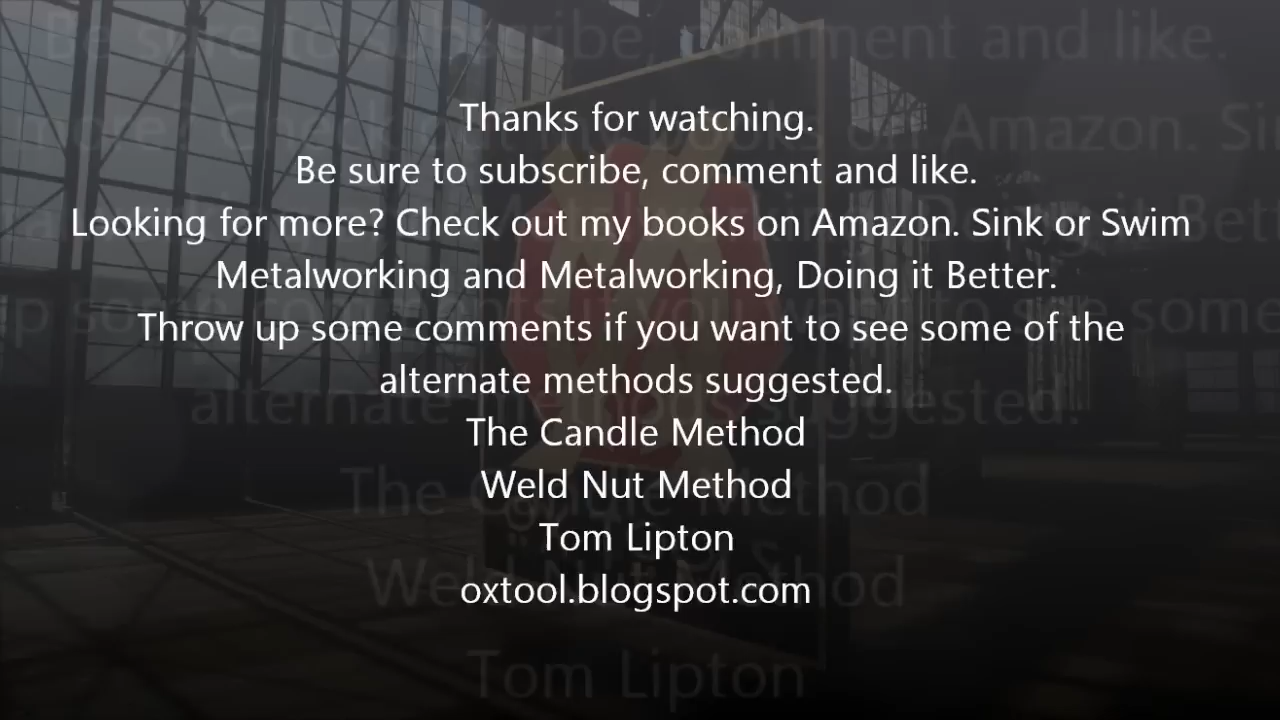 Thanks for watching.
Be sure to subscribe, comment and like.
Looking for more? Check out my books on Amazon. Sink or Swim
Metalworking and Metalworking, Doing it Better.
Throw up some comments if you want to see some of the
alternate methods suggested.
The Candle Method
Weld Nut Method
Tom Lipton
oxtool.blogspot.com